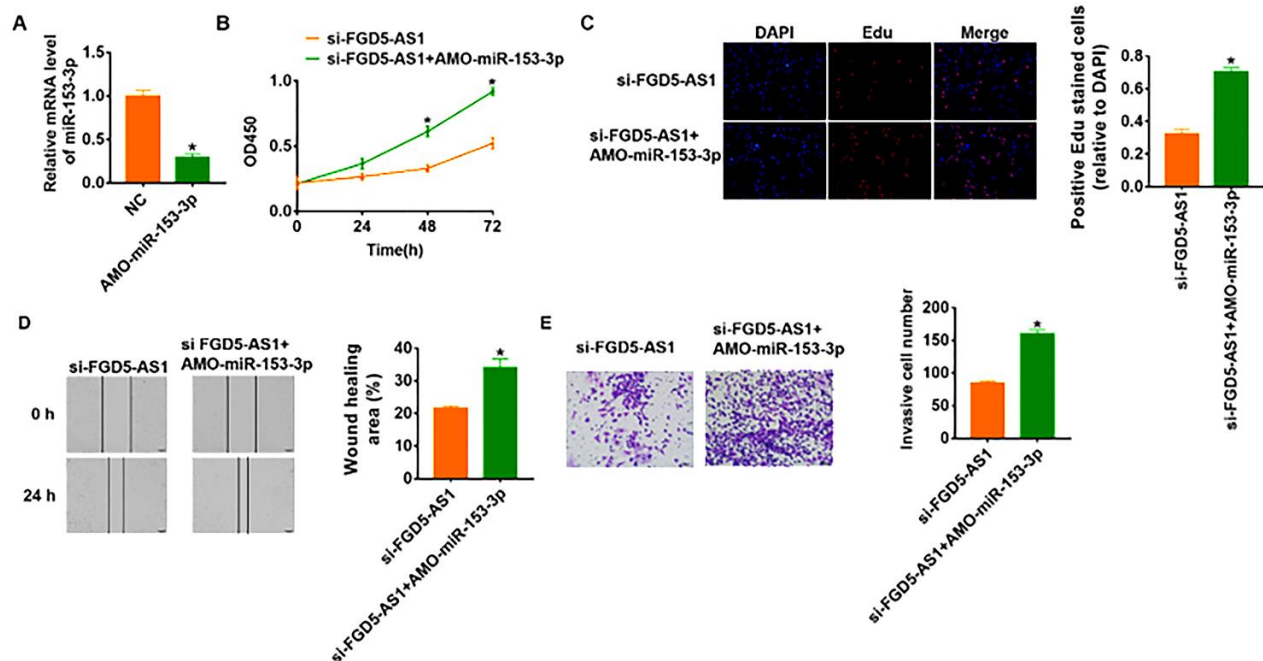 A
Relative mRNA level
of miR-153-3p
1.5
1.0
0.5
0.0
★
NC
AMO-miR-153-3p
B
si-FGD5-AS1
si-FGD5-AS1+AMO-miR-153-3p
OD450
1.0
0.5
0.0
★
★
0
24
48
72
Time(h)
C
DAPI
Edu
Merge
si-FGD5-AS1
si-FGD5-AS1+
AMO-miR-153-3p
Positive Edu stained cells
(relative to DAPI)
0.8
0.6
0.4
0.2
0.0
★
si-FGD5-AS1
si-FGD5-AS1+AMO-miR-153-3p
D
si-FGD5-AS1
si FGD5-AS1+
AMO-miR-153-3p
0 h
24 h
Wound healing
area (%)
40
30
20
10
0
★
si-FGD5-AS1
si-FGD5-AS1+AMO-miR-153-3p
E
si-FGD5-AS1
si-FGD5-AS1+
AMO-miR-153-3p
Invasive cell number
200
150
100
50
0
★
si-FGD5-AS1
si-FGD5-AS1+AMO-miR-153-3p